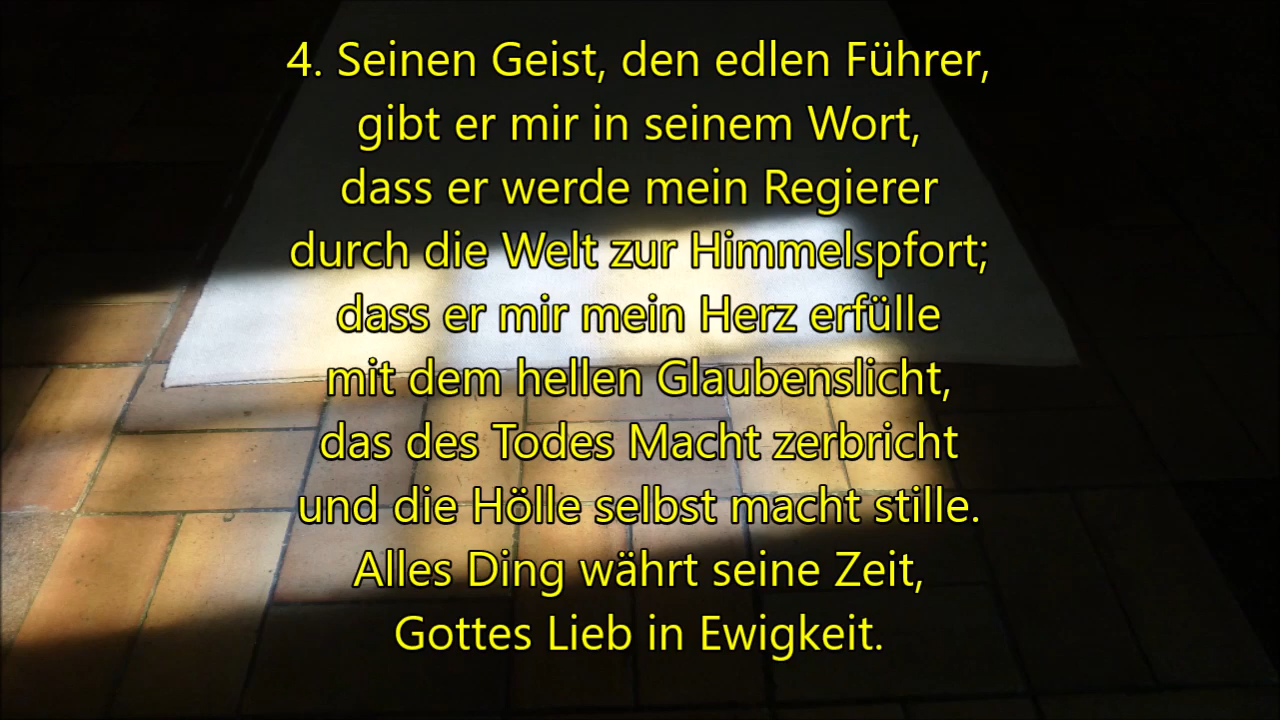 4. Seinen Geist, den edlen Führer,
gibt er mir in seinem Wort,
dass er werde mein Regierer
durch die Welt zur Himmelspfort;
dass er mir mein Herz erfülle
mit dem hellen Glaubenslicht,
das des Todes Macht zerbricht
und die Hölle selbst macht stille.
Alles Ding währt seine Zeit,
Gottes Lieb in Ewigkeit.